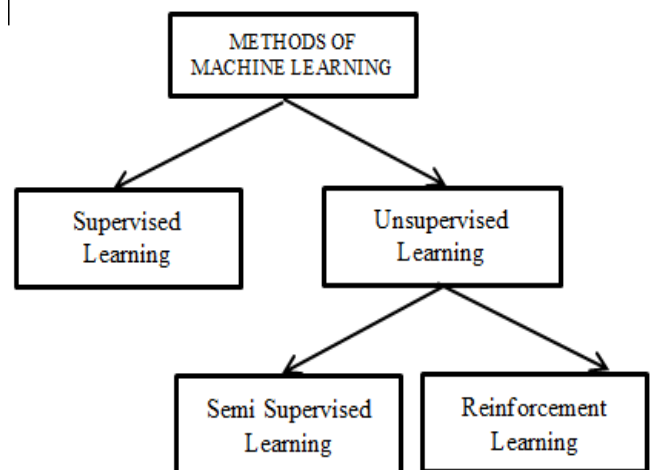 METHODS OF
MACHINE LEARNING
Supervised
Learning
Unsupervised
Learning
Semi Supervised
Learning
Reinforcement
Learning